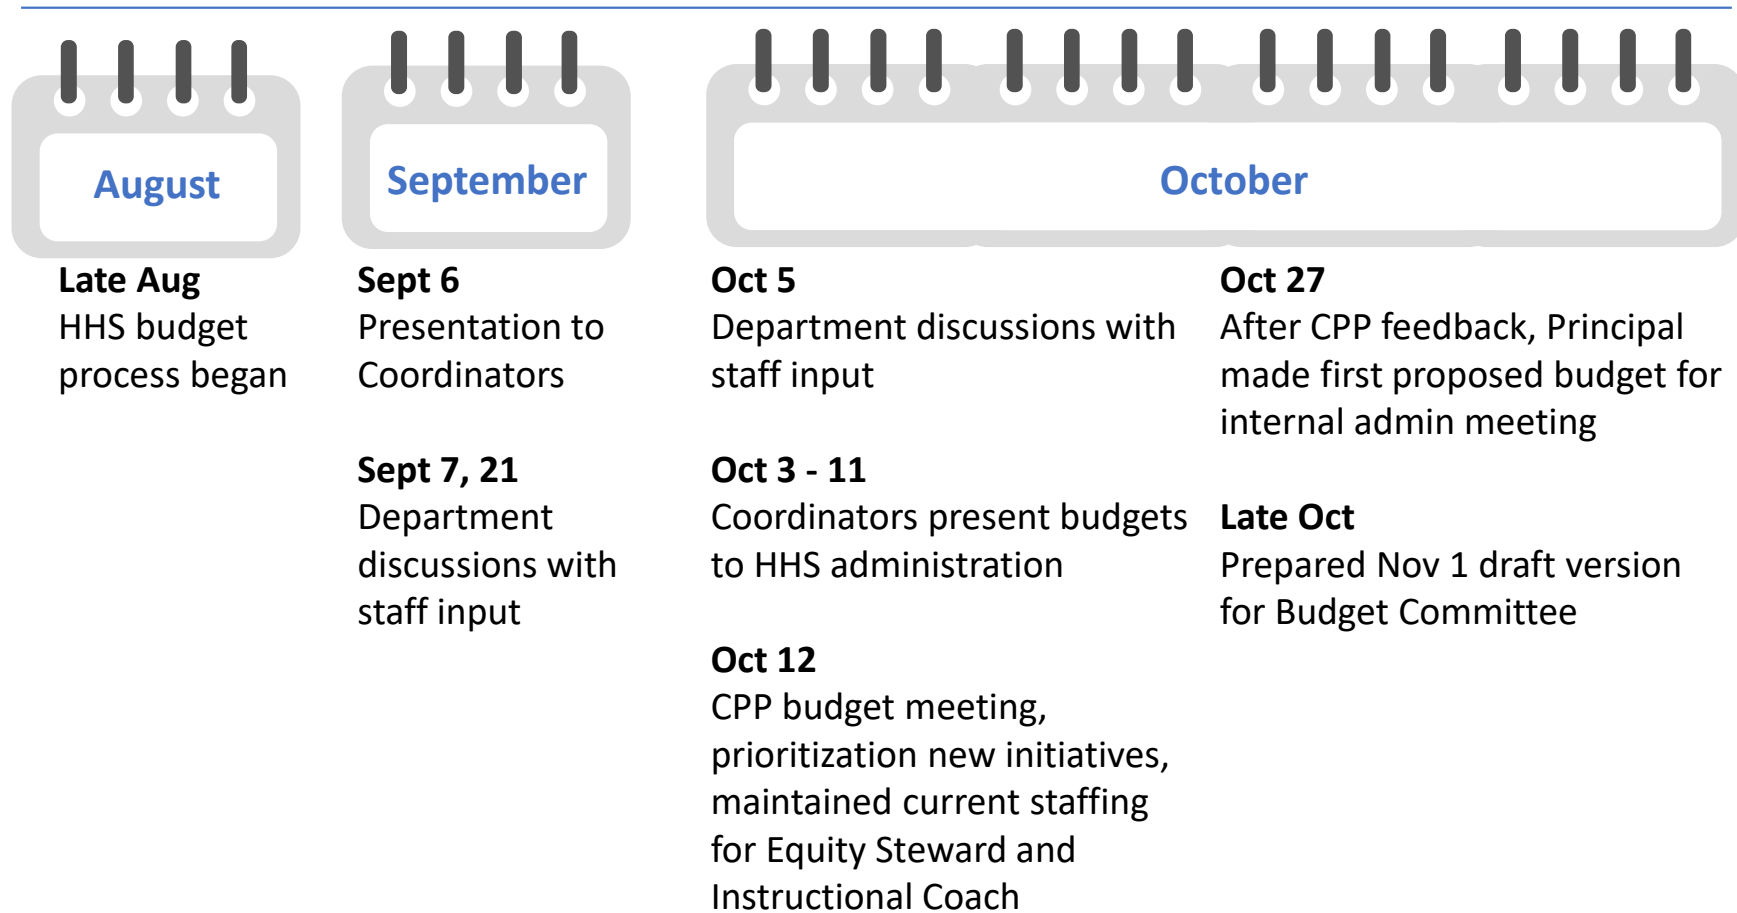 August
Late Aug
HHS budget
process began
September
Sept 6
Presentation to
Coordinators
Sept 7, 21
Department
discussions with
staff input
October
Oct 5
Department discussions with
staff input
Oct 3 - 11
Coordinators present budgets
to HHS administration
Oct 12
CPP budget meeting,
prioritization new initiatives,
maintained current staffing
for Equity Steward and
Instructional Coach
Oct 27
After CPP feedback, Principal
made first proposed budget for
internal admin meeting
Late Oct
Prepared Nov 1 draft version
for Budget Committee